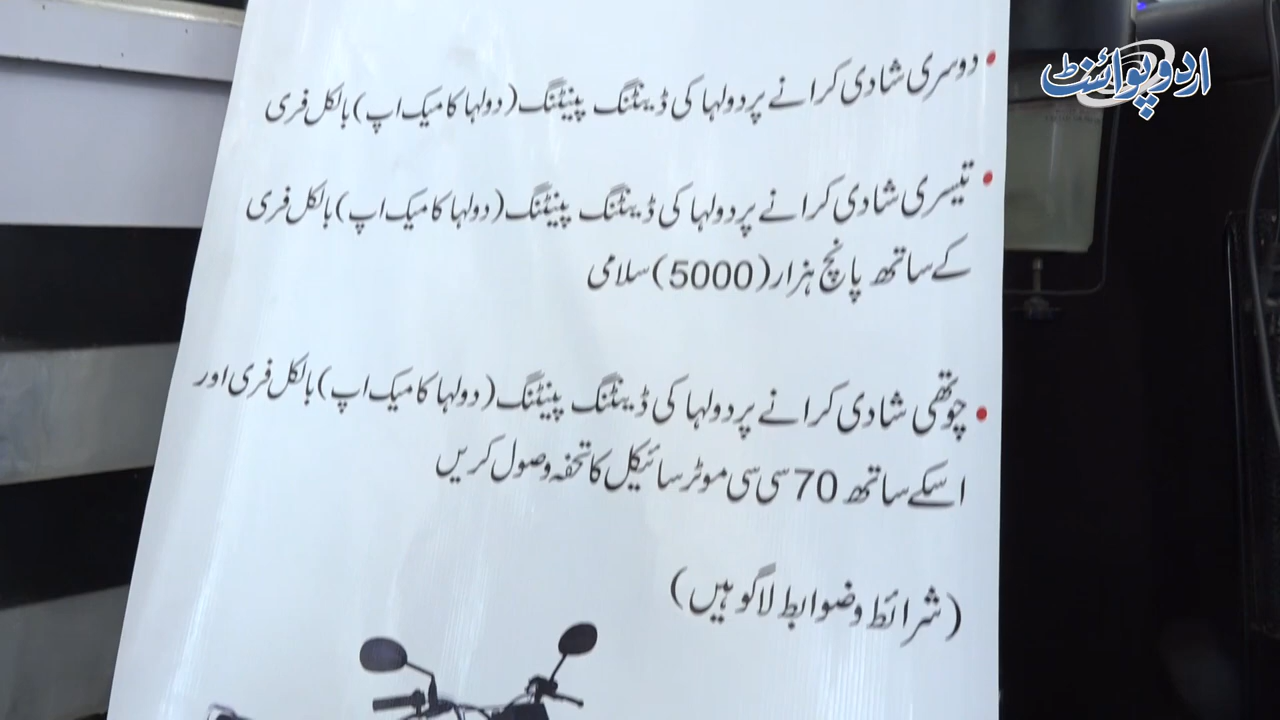 اردو پوائنٹ
دوسری شادی کرانے پر دولہا کی ڈینٹنگ پینٹنگ (دولہا کا میک اپ) بالکل فری
تیسری شادی کرانے پر دولہا کی ڈینٹنگ پینٹنگ (دولہا کا میک اپ) بالکل فری
کے ساتھ پانچ ہزار (5000) سلامی
چوتھی شادی کرانے پر دولہا کی ڈینٹنگ پینٹنگ (دولہا کا میک اپ) بالکل فری اور
اسکے ساتھ 70 سی سی موٹر سائیکل کا تحفہ وصول کریں
(شرائط و ضوابط لاگو ہیں)